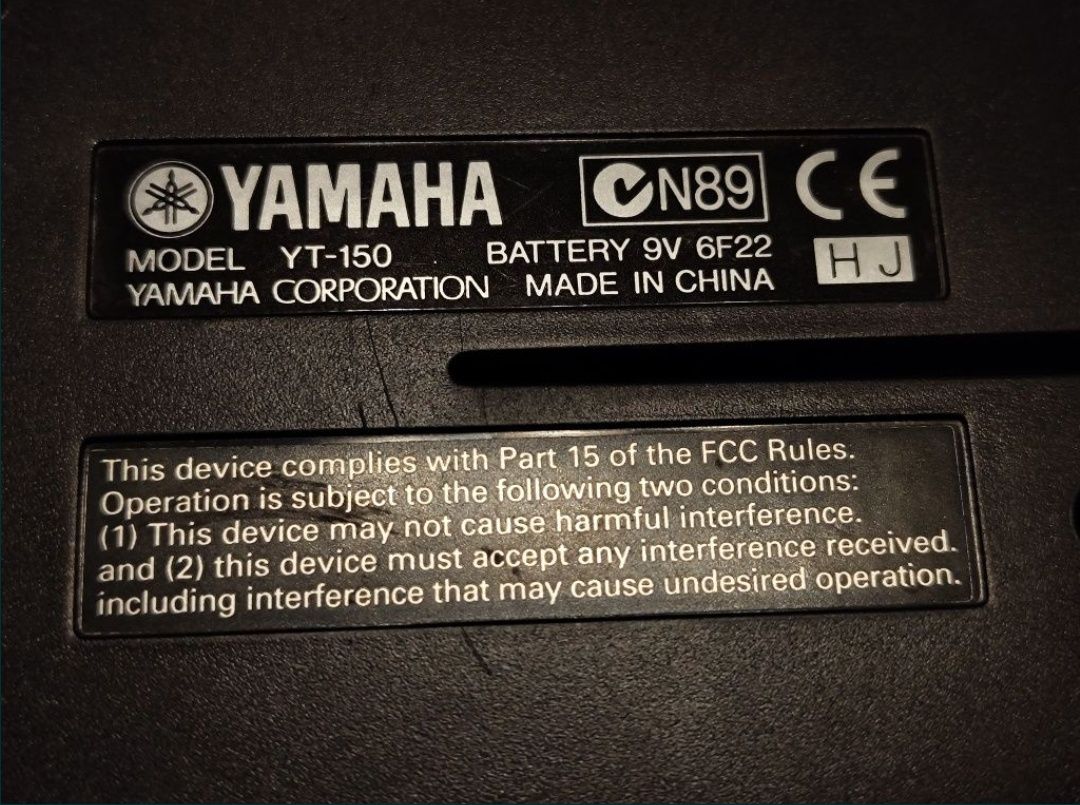 YAMAHA N89 CE
MODEL YT-150 BATTERY 9V 6F22
YAMAHA CORPORATION MADE IN CHINA
H J
This device complies with Part 15 of the FCC Rules.
Operation is subject to the following two conditions:
(1) This device may not cause harmful interference.
and (2) this device must accept any interference received.
including interference that may cause undesired operation.